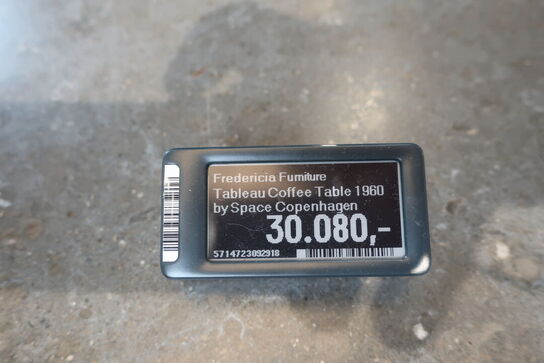 Fredericia Furniture
Tableau Coffee Table 1960
by Space Copenhagen
30.080,-
5714723092918